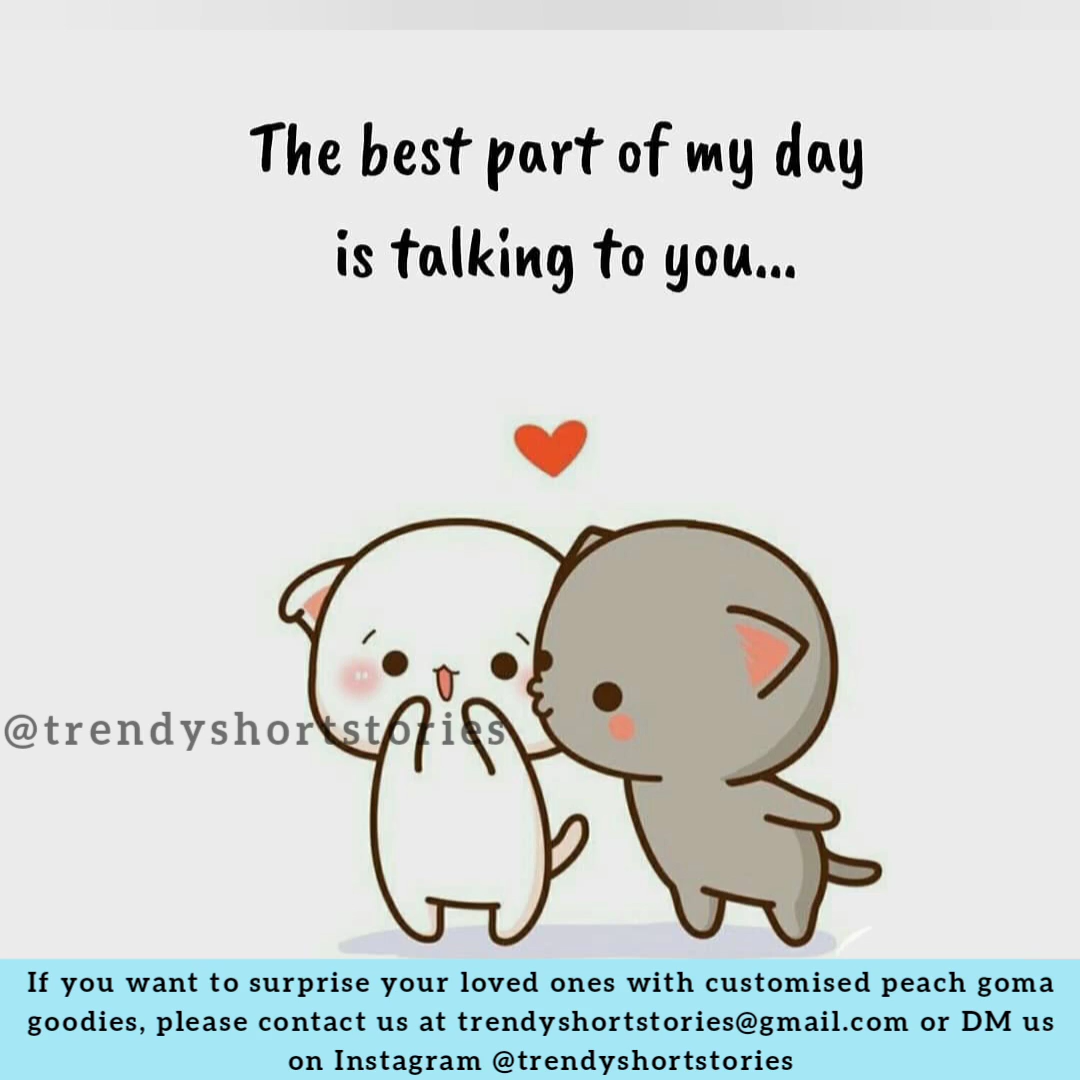 The best part of my day
is talking to you...
@trendyshortstories
If you want to surprise your loved ones with customised peach goma
goodies, please contact us at trendyshortstories@gmail.com or DM us
on Instagram @trendyshortstories